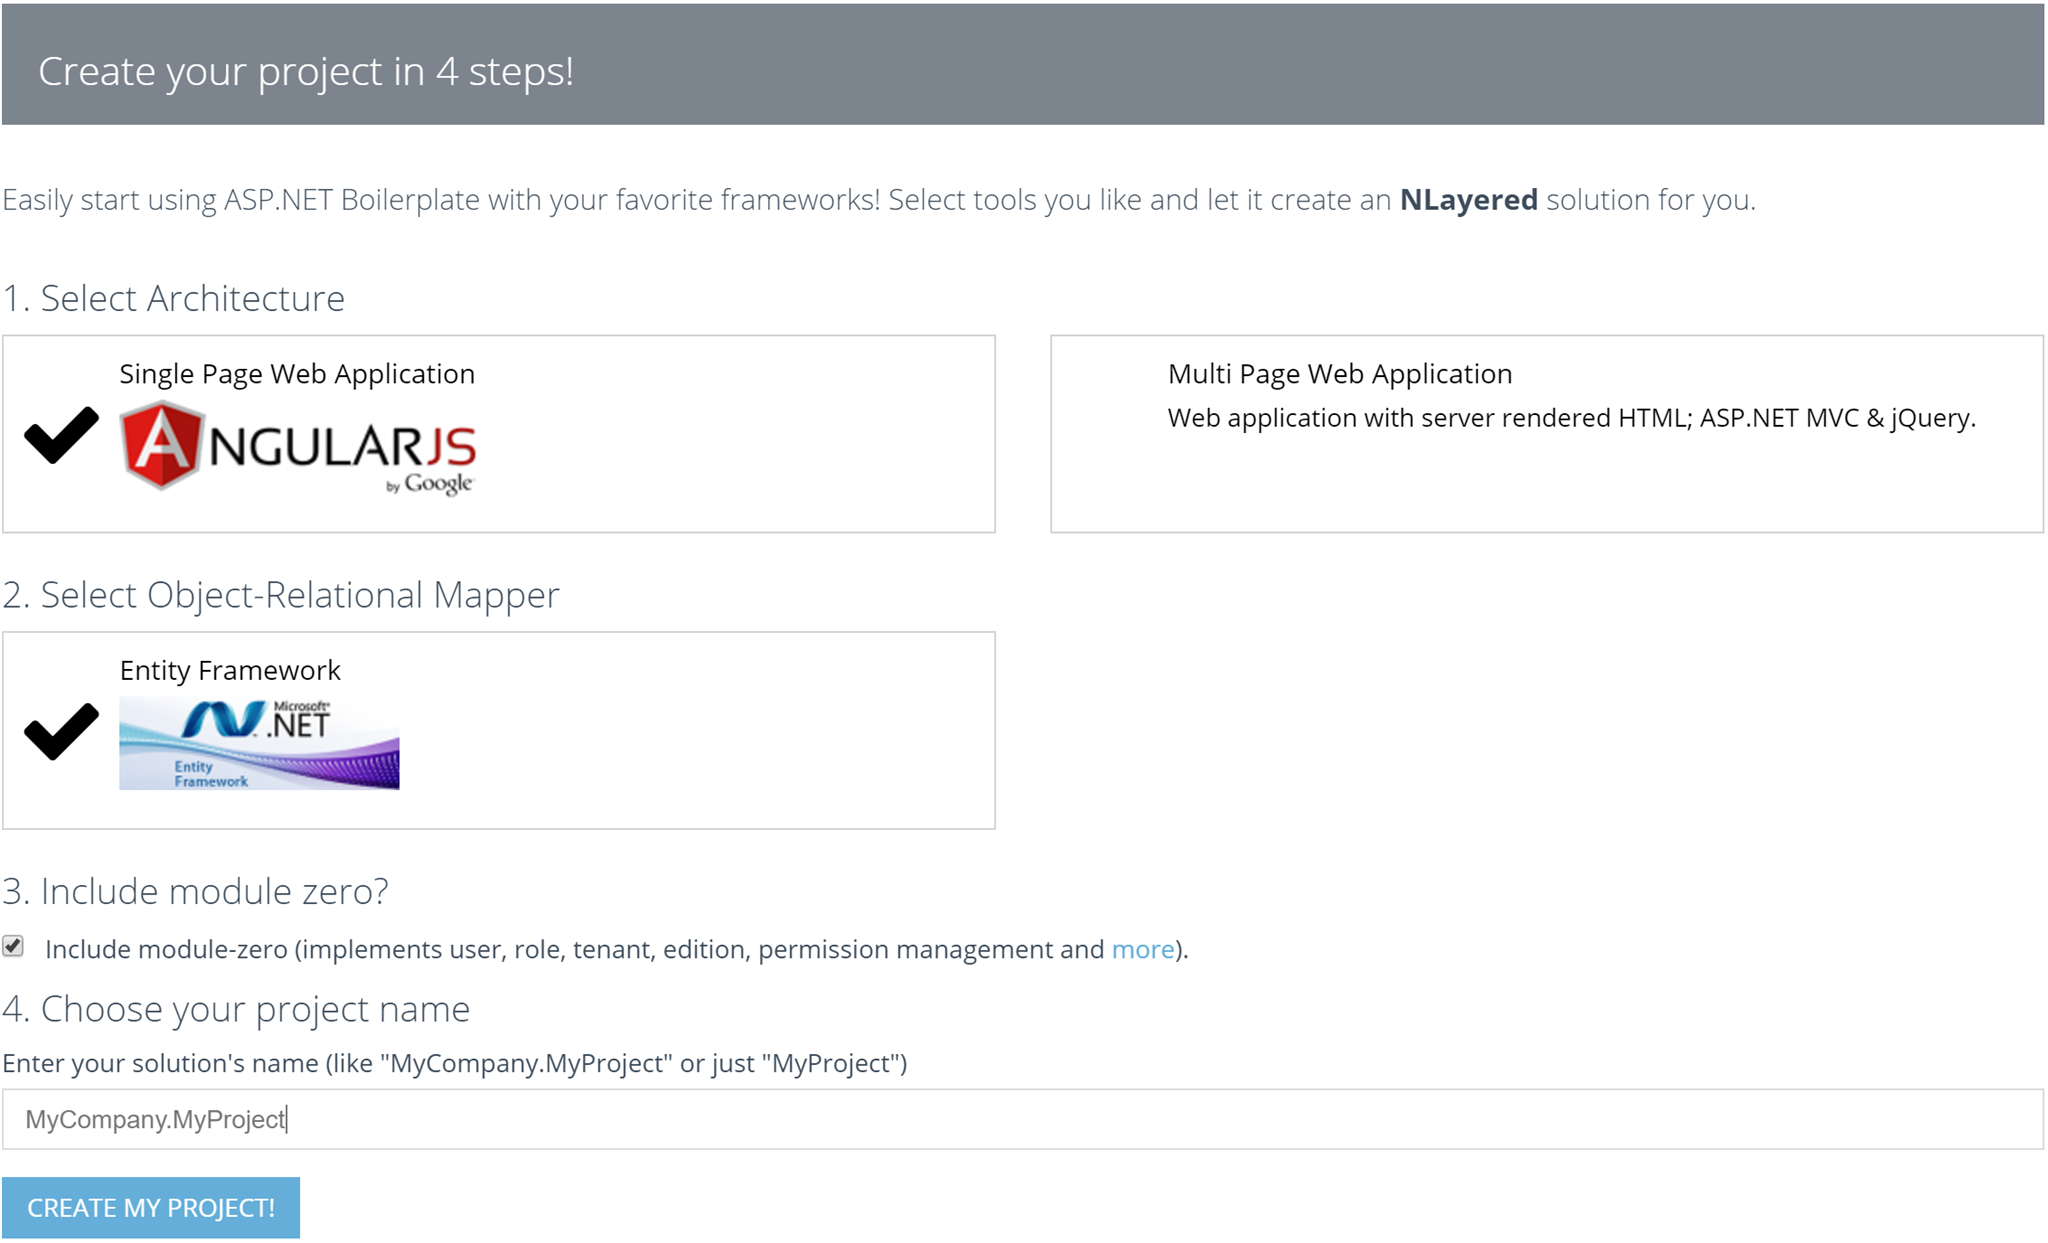 Create your project in 4 steps!
Easily start using ASP.NET Boilerplate with your favorite frameworks! Select tools you like and let it create an NLayered solution for you.
1. Select Architecture
Single Page Web Application
ANGULARJS
by Google
Multi Page Web Application
Web application with server rendered HTML; ASP.NET MVC & jQuery.
2. Select Object-Relational Mapper
Entity Framework
Microsoft®
.NET
Entity
Framework
3. Include module zero?
Include module-zero (implements user, role, tenant, edition, permission management and more).
4. Choose your project name
Enter your solution's name (like "MyCompany.MyProject" or just "MyProject")
MyCompany.MyProject
CREATE MY PROJECT!